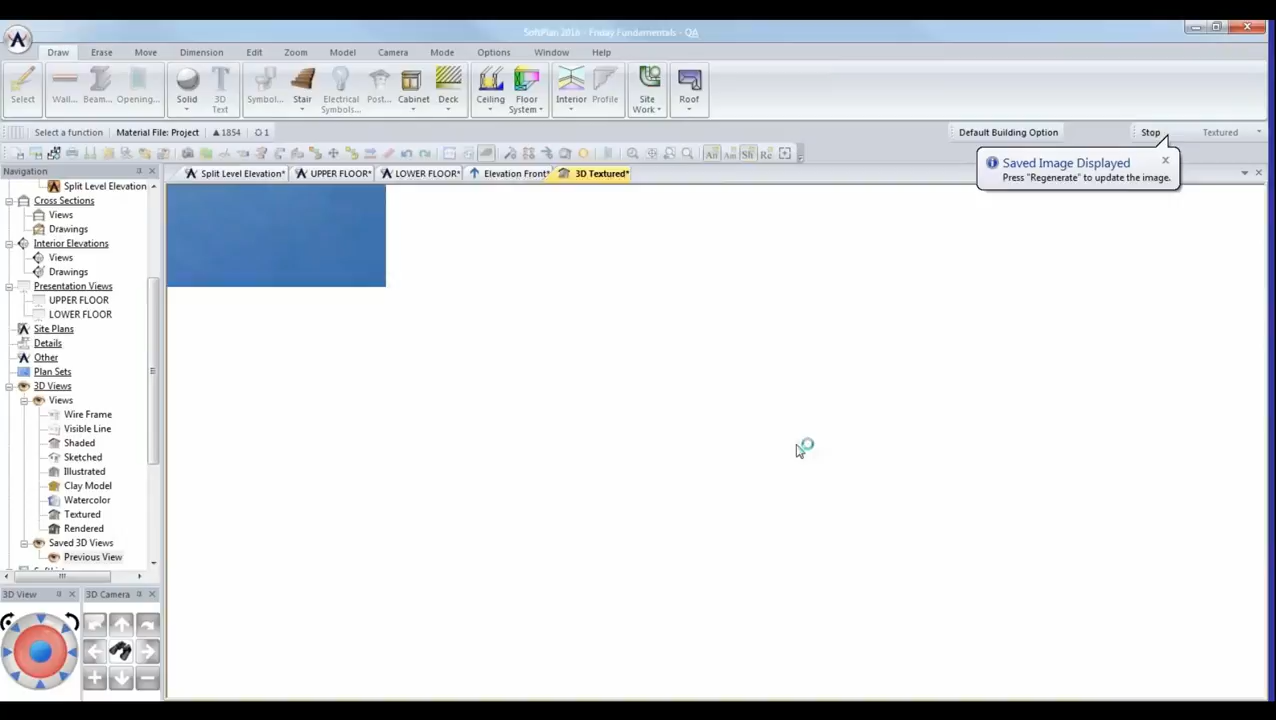 SoftPlan 2016 - Friday Fundamentals - QA
Draw Erase Move Dimension Edit Zoom Model Camera Mode Options Window Help
Select Wall... Beam... Opening... Solid 3D Text Symbol... Stair Electrical Symbols... Post... Cabinet Deck Ceiling Floor System Interior Profile Site Work Roof
Select a function Material File: Project 1854 1 Default Building Option Stop Textured
Saved Image Displayed
Press "Regenerate" to update the image.
Navigation
Split Level Elevation* UPPER FLOOR* LOWER FLOOR* Elevation Front* 3D Textured*
Split Level Elevation
Cross Sections
Views
Drawings
Interior Elevations
Views
Drawings
Presentation Views
UPPER FLOOR
LOWER FLOOR
Site Plans
Details
Other
Plan Sets
3D Views
Views
Wire Frame
Visible Line
Shaded
Sketched
Illustrated
Clay Model
Watercolor
Textured
Rendered
Saved 3D Views
Previous View
3D View 3D Camera